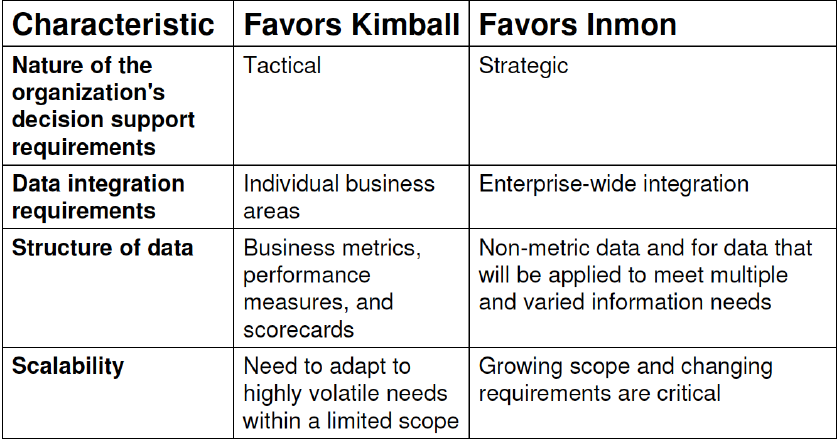 Characteristic Favors Kimball Favors Inmon
Nature of the
organization's
decision support
requirements
Tactical
Strategic
Data integration
requirements
Individual business
areas
Enterprise-wide integration
Structure of data
Business metrics,
performance
measures, and
scorecards
Non-metric data and for data that
will be applied to meet multiple
and varied information needs
Scalability
Need to adapt to
highly volatile needs
within a limited scope
Growing scope and changing
requirements are critical